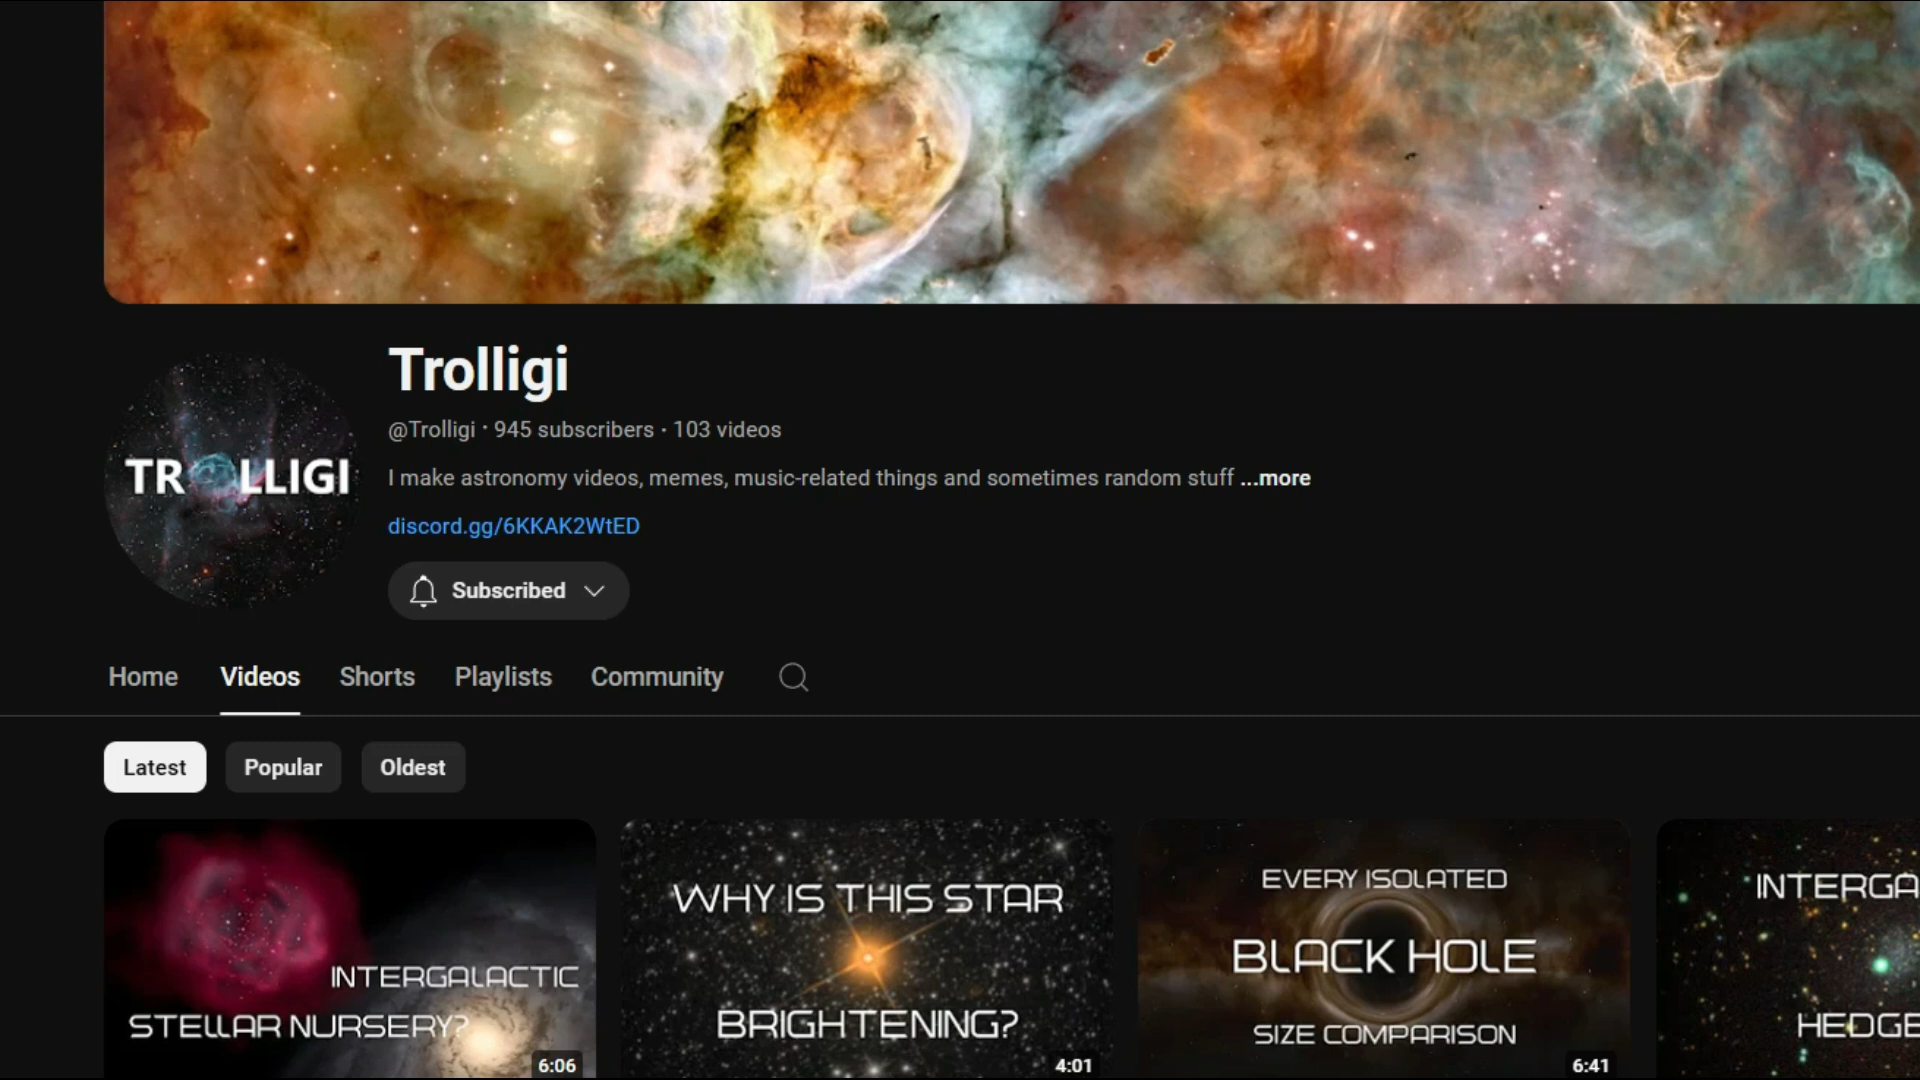 Trolligi
@Trolligi · 945 subscribers · 103 videos
TR LLIGI
I make astronomy videos, memes, music-related things and sometimes random stuff ...more
discord.gg/6KKAK2WtED
Subscribed
Home Videos Shorts Playlists Community
Latest Popular Oldest
INTERGALACTIC
STELLAR NURSERY?
6:06
WHY IS THIS STAR
BRIGHTENING?
4:01
EVERY ISOLATED
BLACK HOLE
SIZE COMPARISON
6:41
INTERGA
HEDGE